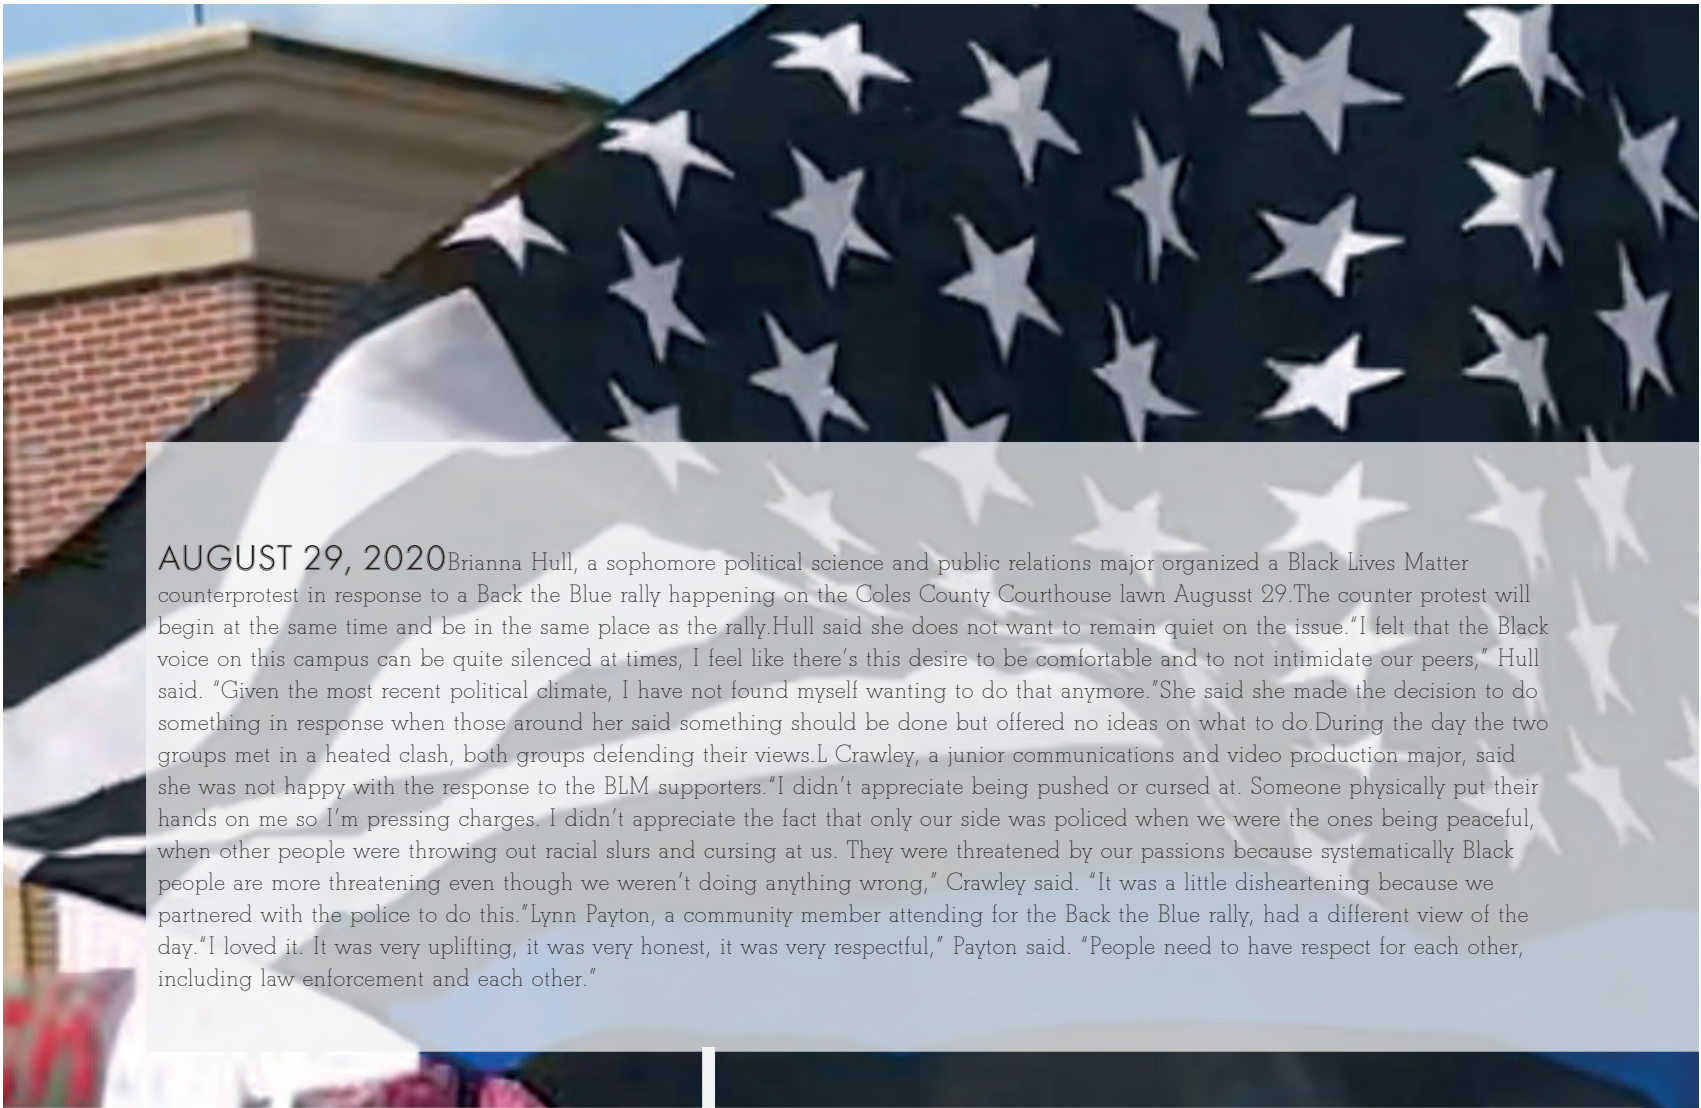 AUGUST 29, 2020Brianna Hull, a sophomore political science and public relations major organized a Black Lives Matter
counterprotest in response to a Back the Blue rally happening on the Coles County Courthouse lawn Augusst 29.The counter protest will
begin at the same time and be in the same place as the rally.Hull said she does not want to remain quiet on the issue.“I felt that the Black
voice on this campus can be quite silenced at times, I feel like there’s this desire to be comfortable and to not intimidate our peers,” Hull
said. “Given the most recent political climate, I have not found myself wanting to do that anymore.”She said she made the decision to do
something in response when those around her said something should be done but offered no ideas on what to do.During the day the two
groups met in a heated clash, both groups defending their views.L Crawley, a junior communications and video production major, said
she was not happy with the response to the BLM supporters.“I didn’t appreciate being pushed or cursed at. Someone physically put their
hands on me so I’m pressing charges. I didn’t appreciate the fact that only our side was policed when we were the ones being peaceful,
when other people were throwing out racial slurs and cursing at us. They were threatened by our passions because systematically Black
people are more threatening even though we weren’t doing anything wrong,” Crawley said. “It was a little disheartening because we
partnered with the police to do this.”Lynn Payton, a community member attending for the Back the Blue rally, had a different view of the
day.“I loved it. It was very uplifting, it was very honest, it was very respectful,” Payton said. “People need to have respect for each other,
including law enforcement and each other.”